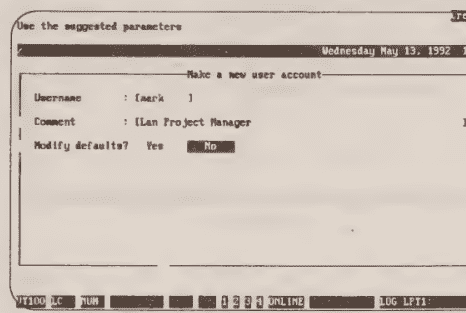 Use the suggested parameters
Wednesday May 13, 1992
Make a new user account
Username : [mark ]
Comment : [Lan Project Manager ]
Modify defaults? Yes No
VT100 LC NUM 1 2 3 4 ONLINE LOG LPT1: